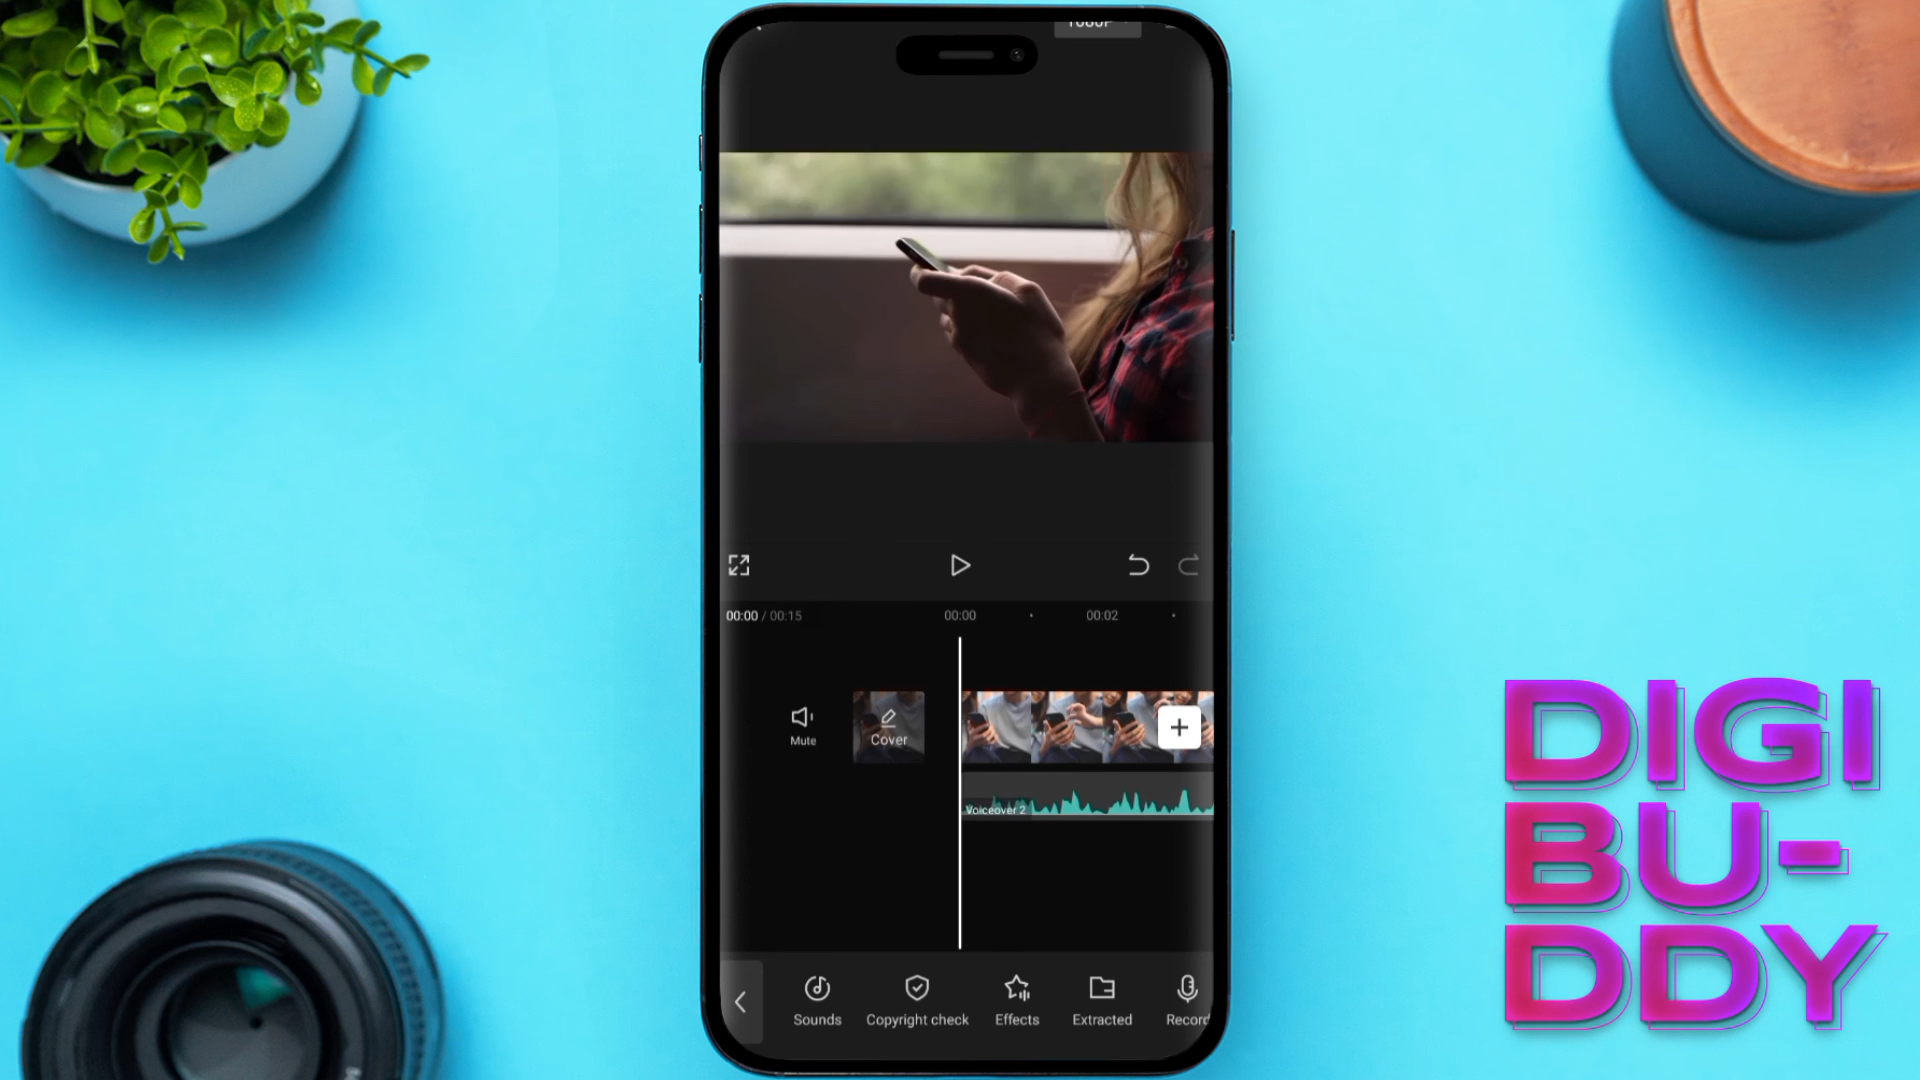 1080P
00:00 / 00:15
00:00
00:02
Mute
Cover
Voiceover 2
Sounds
Copyright check
Effects
Extracted
Record
DIGI
BU-
DDY